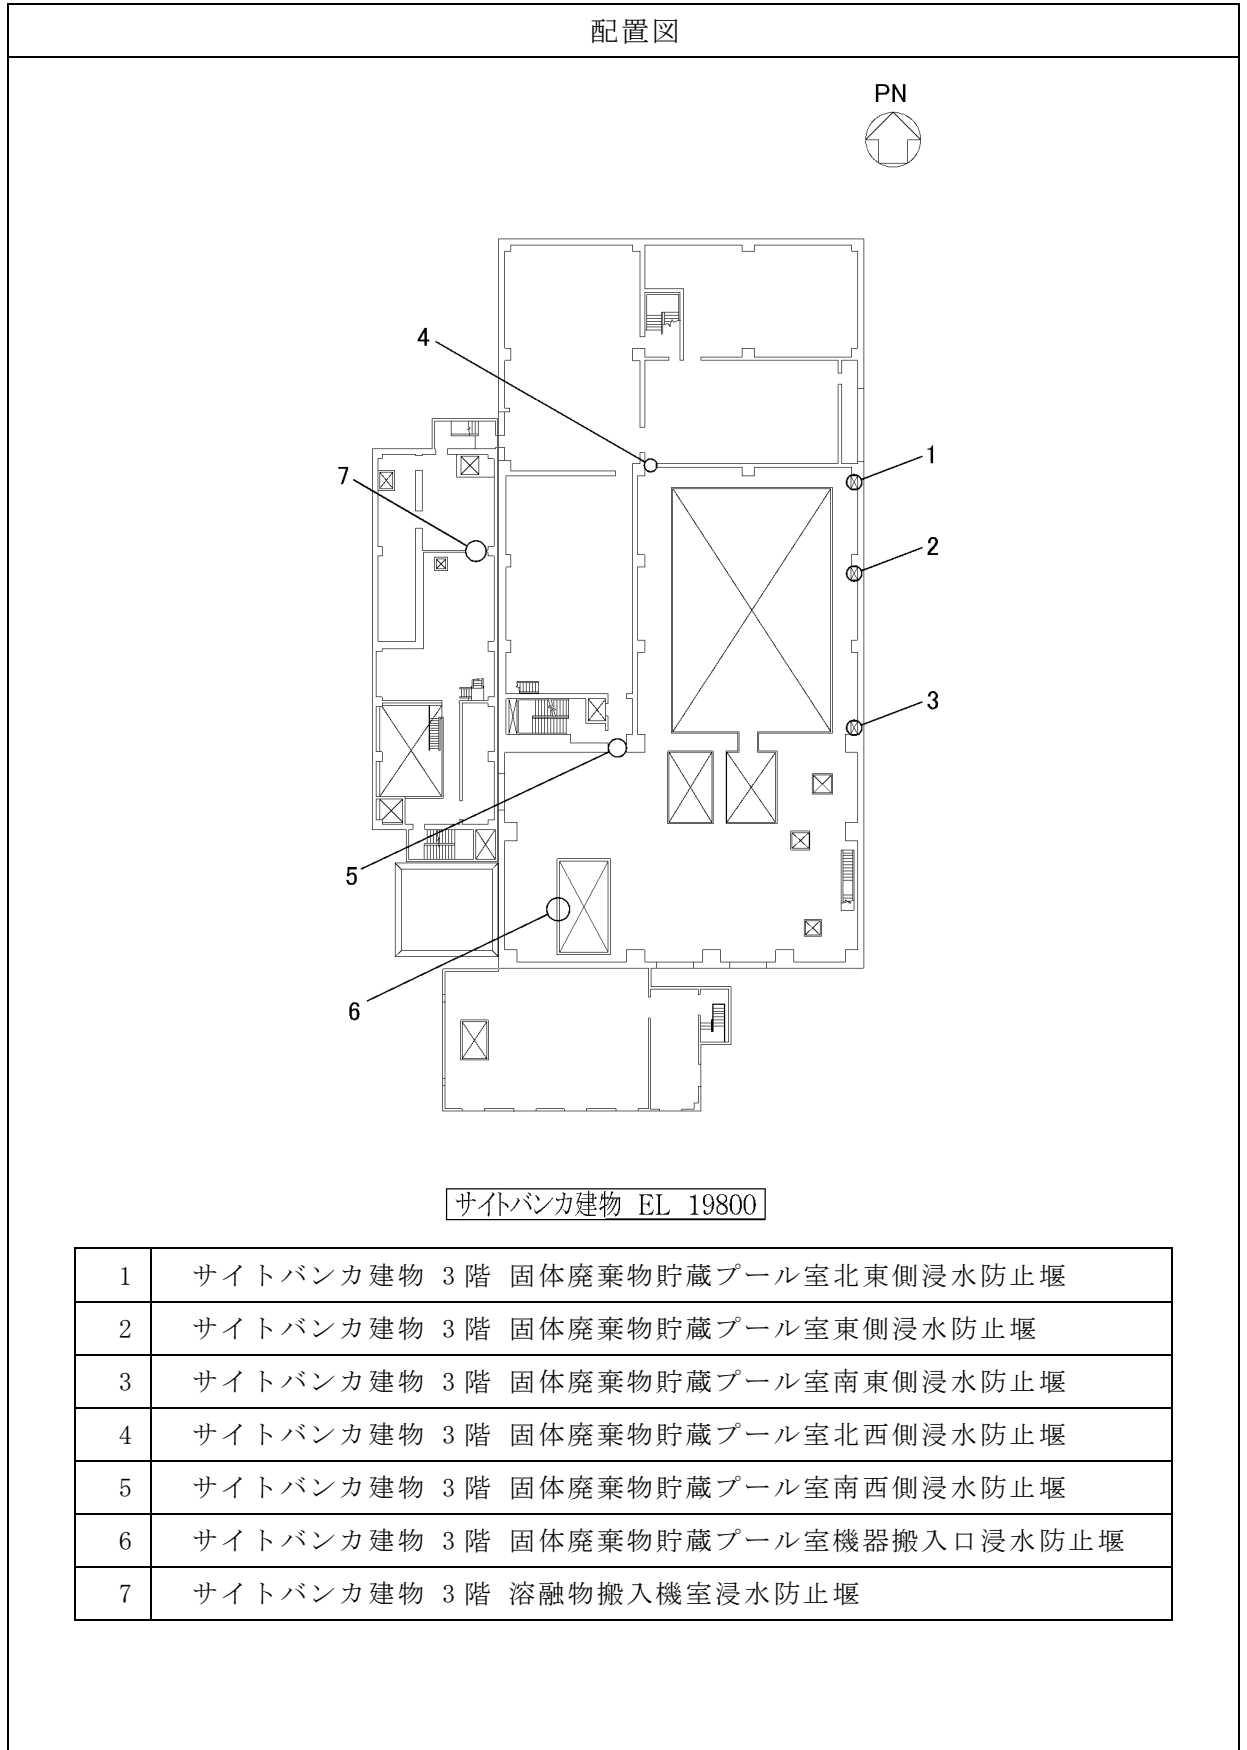 配置図
PN
4
1
7
2
3
5
6
サイトバンカ建物 EL 19800
1 サイトバンカ建物 3階 固体廃棄物貯蔵プール室北東側浸水防止堰
2 サイトバンカ建物 3階 固体廃棄物貯蔵プール室東側浸水防止堰
3 サイトバンカ建物 3階 固体廃棄物貯蔵プール室南東側浸水防止堰
4 サイトバンカ建物 3階 固体廃棄物貯蔵プール室北西側浸水防止堰
5 サイトバンカ建物 3階 固体廃棄物貯蔵プール室南西側浸水防止堰
6 サイトバンカ建物 3階 固体廃棄物貯蔵プール室機器搬入口浸水防止堰
7 サイトバンカ建物 3階 溶融物搬入機室浸水防止堰